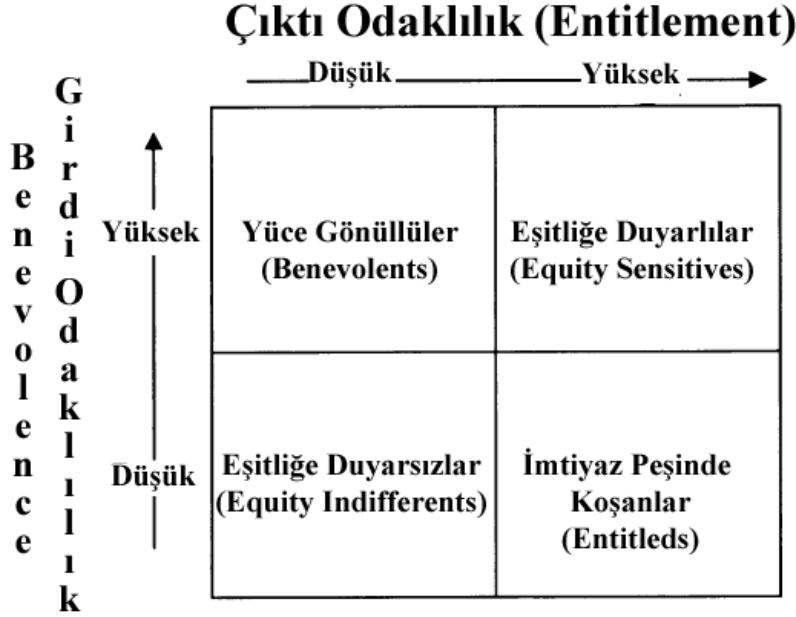 Çıktı Odaklılık (Entitlement)
Düşük
Yüksek
Benevolence
Girdi Odakllılık
Yüksek
Düşük
Yüce Gönüllüler
(Benevolents)
Eşitliğe Duyarlılar
(Equity Sensitives)
Eşitliğe Duyarsızlar
(Equity Indifferents)
İmtiyaz Peşinde
Koşanlar
(Entitleds)